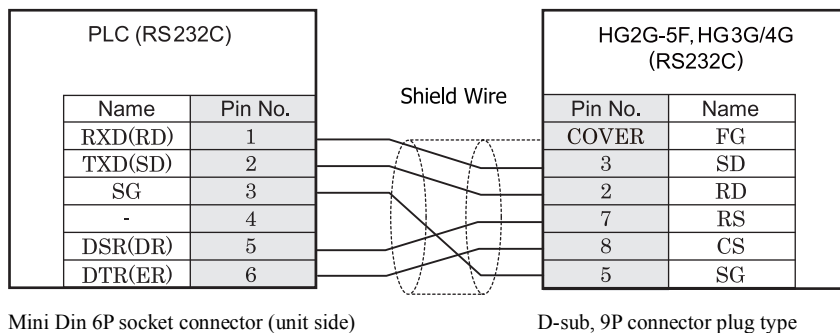 PLC (RS232C)
HG2G-5F, HG3G/4G
(RS232C)
Shield Wire
Name Pin No.
RXD(RD) 1
TXD(SD) 2
SG 3
- 4
DSR(DR) 5
DTR(ER) 6
Pin No. Name
COVER FG
3 SD
2 RD
7 RS
8 CS
5 SG
Mini Din 6P socket connector (unit side)
D-sub, 9P connector plug type